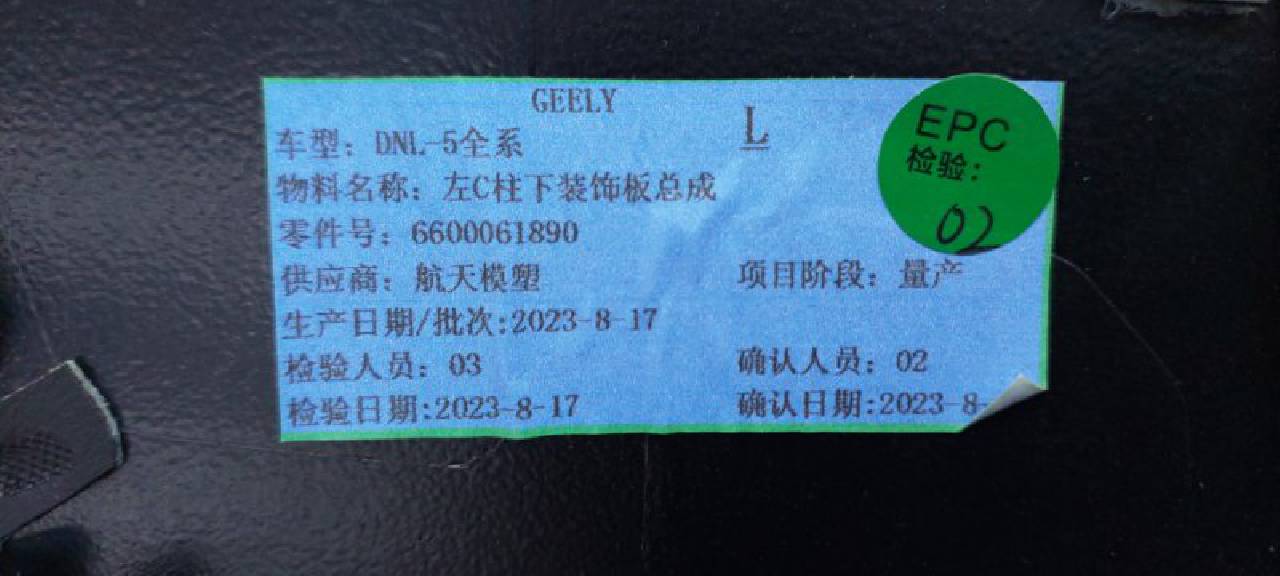 GEELY
L
车型：DNL-5全系
物料名称：左C柱下装饰板总成
零件号：6600061890
供应商：航天模塑
项目阶段：量产
生产日期/批次:2023-8-17
检验人员：03
确认人员：02
检验日期:2023-8-17
确认日期:2023-8-
EPC
检验：
02